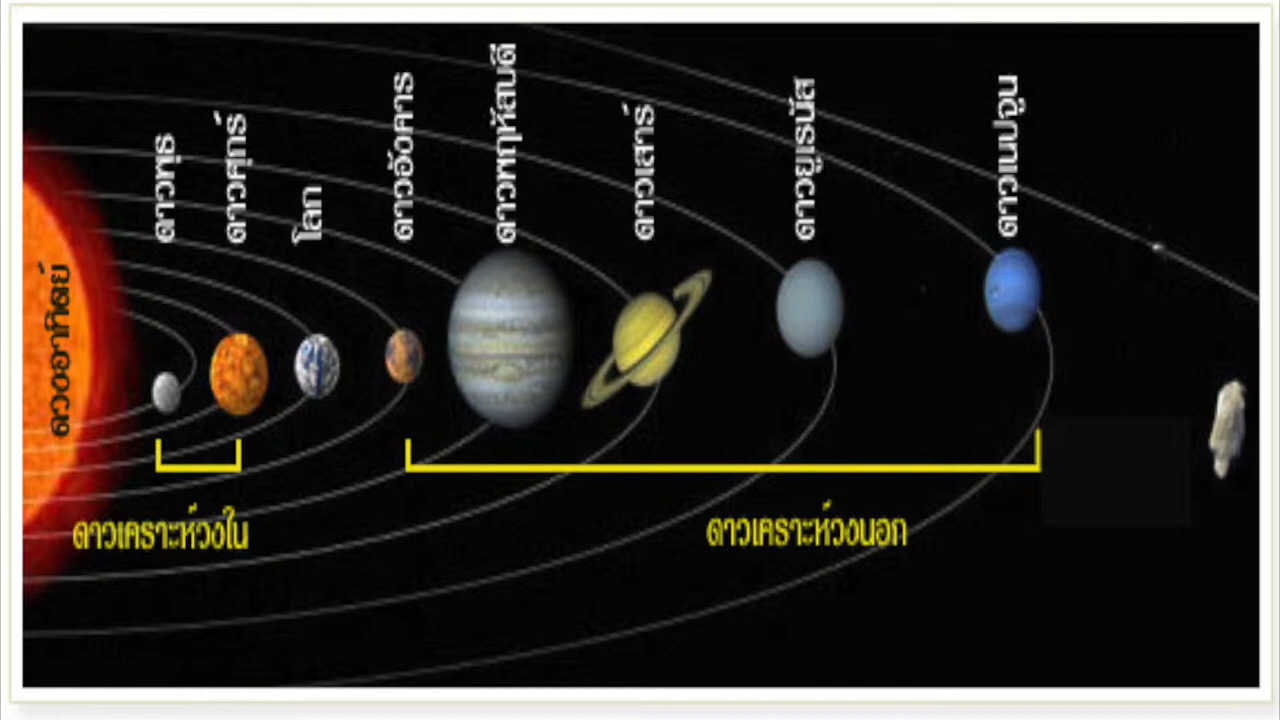 ดวงอาทิตย์
ดาวพุธ
ดาวศุกร์
โลก
ดาวอังคาร
ดาวพฤหัสบดี
ดาวเสาร์
ดาวยูเรนัส
ดาวเนปจูน
ดาวเคราะห์วงใน
ดาวเคราะห์วงนอก